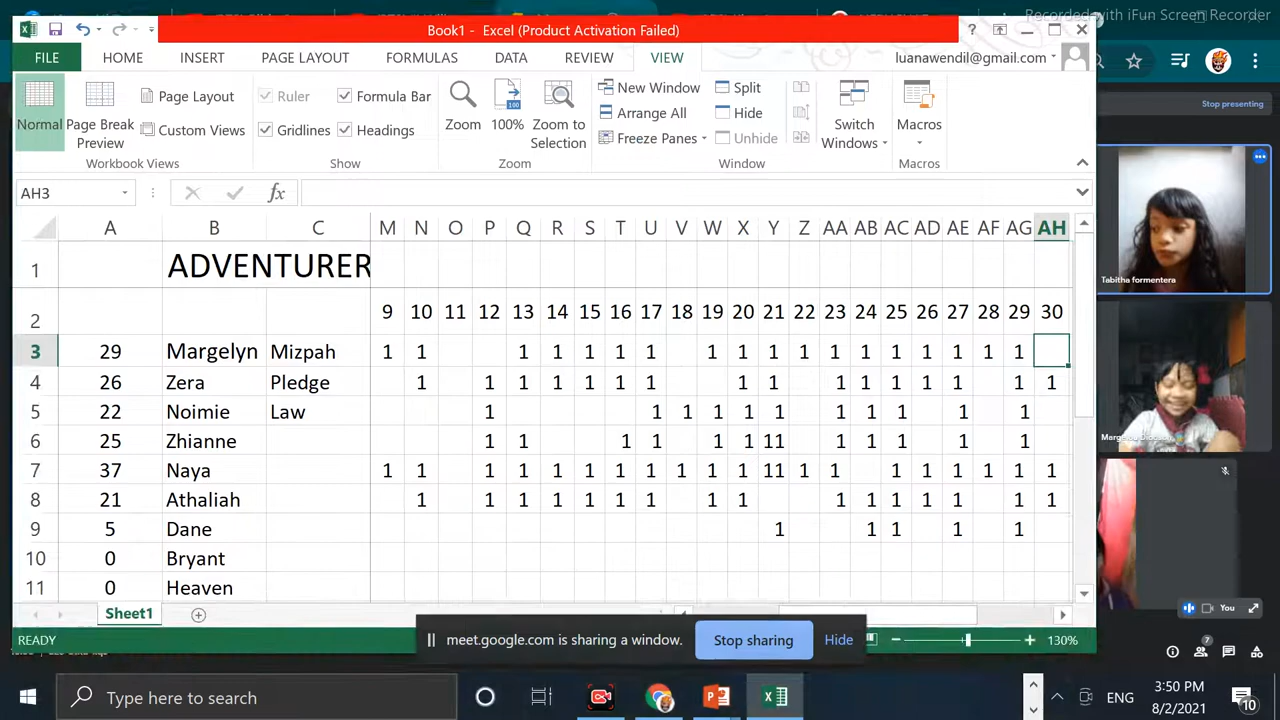 Recorded with iFun Screen Recorder
Book1 - Excel (Product Activation Failed)
FILE HOME INSERT PAGE LAYOUT FORMULAS DATA REVIEW VIEW luanawendil@gmail.com
Normal Page Break Preview Page Layout Custom Views
Workbook Views
Ruler Formula Bar
Gridlines Headings
Show
Zoom 100% Zoom to Selection
Zoom
New Window Split
Arrange All Hide
Freeze Panes Unhide
Switch Windows
Window
Macros
Macros
Stop presenting
AH3 fx
A B C M N O P Q R S T U V W X Y Z AA AB AC AD AE AF AG AH
1 ADVENTURER
2 9 10 11 12 13 14 15 16 17 18 19 20 21 22 23 24 25 26 27 28 29 30
3 29 Margelyn Mizpah 1 1 1 1 1 1 1 1 1 1 1 1 1 1 1 1 1 1
4 26 Zera Pledge 1 1 1 1 1 1 1 1 1 1 1 1 1 1 1 1
5 22 Noimie Law 1 1 1 1 1 1 1 1 1 1 1
6 25 Zhianne 1 1 1 1 1 1 11 1 1 1 1 1
7 37 Naya 1 1 1 1 1 1 1 1 1 1 1 11 1 1 1 1 1 1 1 1
8 21 Athaliah 1 1 1 1 1 1 1 1 1 1 1 1 1 1 1 1
9 5 Dane 1 1 1 1 1
10 0 Bryant
11 0 Heaven
Sheet1
READY
130%
meet.google.com is sharing a window. Stop sharing Hide
Tabitha formentera
You
7
Type here to search
ENG
3:50 PM
8/2/2021
10